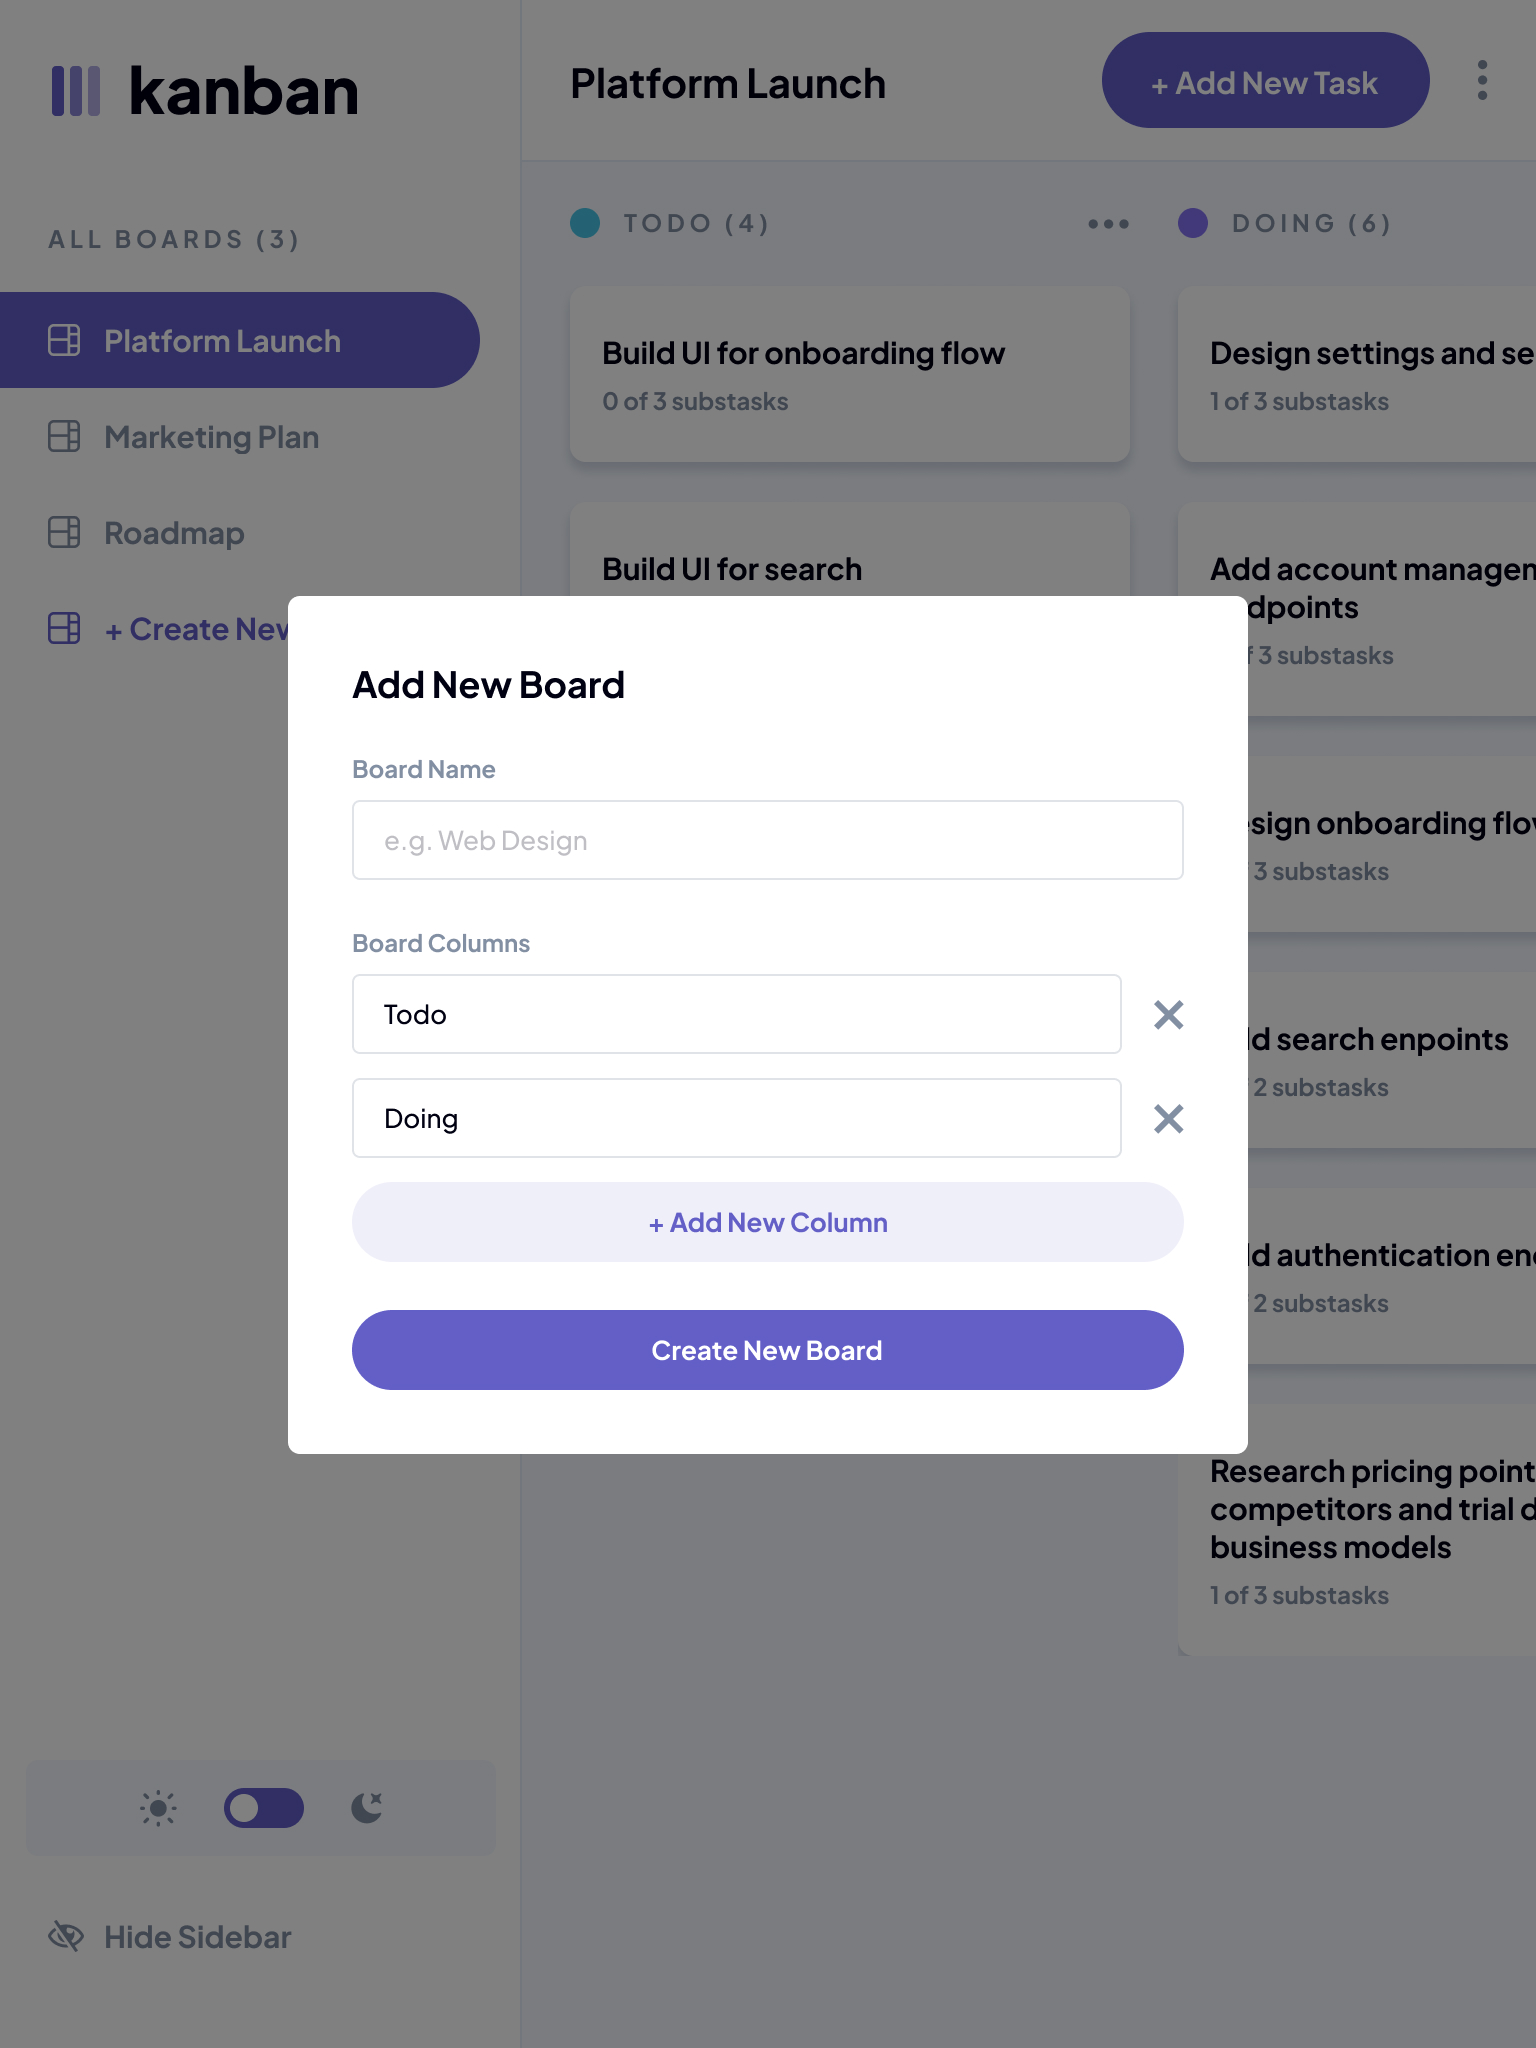 kanban
ALL BOARDS (3)
Platform Launch
Marketing Plan
Roadmap
+ Create New
Hide Sidebar
Platform Launch
+ Add New Task
TODO (4)
Build UI for onboarding flow
0 of 3 substasks
Build UI for search
DOING (6)
Design settings and se
1 of 3 substasks
Add account managem
dpoints
f 3 substasks
esign onboarding flow
3 substasks
d search enpoints
2 substasks
d authentication en
2 substasks
Research pricing point
competitors and trial d
business models
1 of 3 substasks
Add New Board
Board Name
e.g. Web Design
Board Columns
Todo
Doing
+ Add New Column
Create New Board